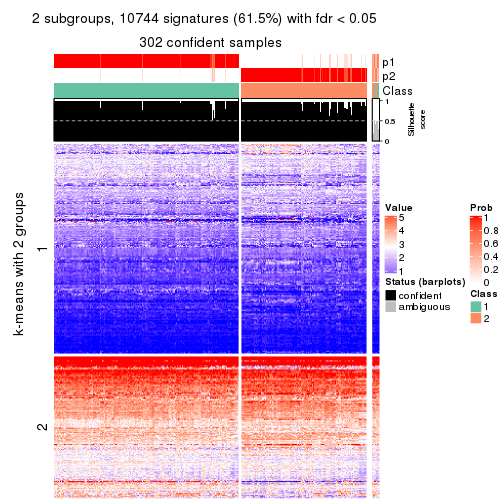 2 subgroups, 10744 signatures (61.5%) with fdr < 0.05
302 confident samples
p1
p2
Class
1
0.5
0
Silhouette
score
k-means with 2 groups
1
2
Value
5
4
3
2
1
Status (barplots)
confident
ambiguous
Prob
1
0.8
0.6
0.4
0.2
0
Class
1
2